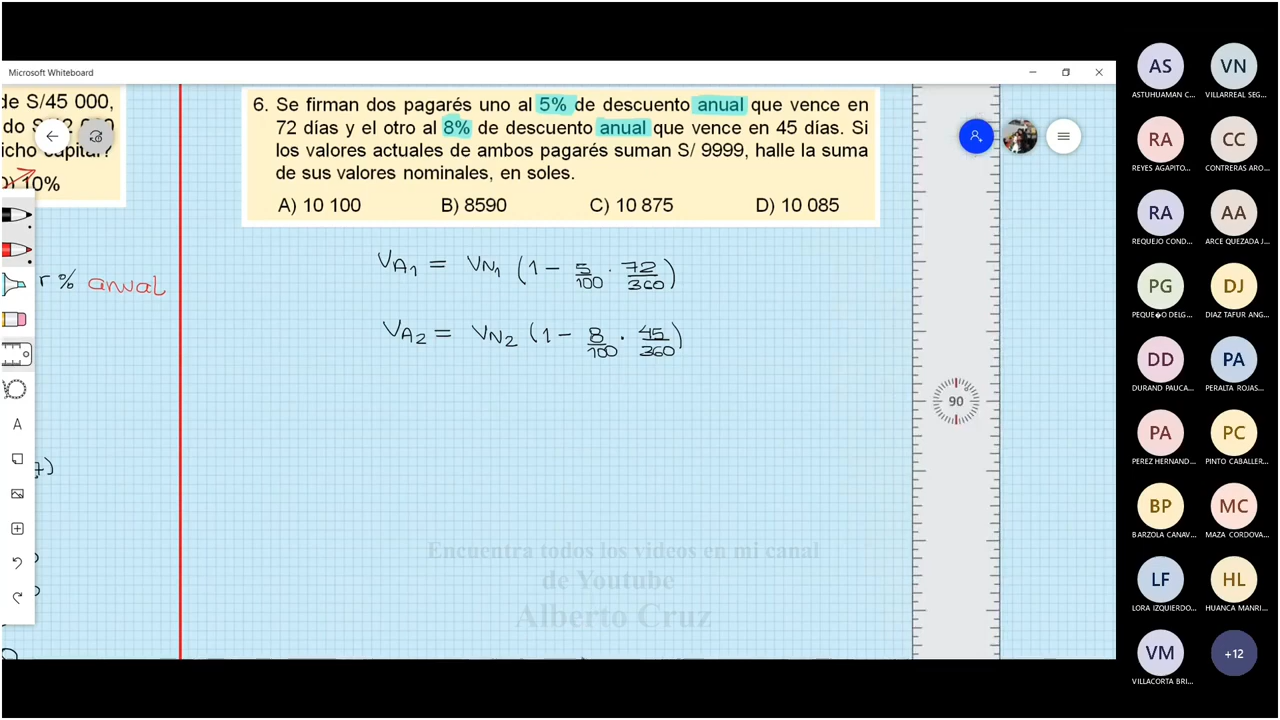 Microsoft Whiteboard
de S/45 000,
do
icho capital?
10%
r % anual
6. Se firman dos pagarés uno al 5% de descuento anual que vence en
72 días y el otro al 8% de descuento anual que vence en 45 días. Si
los valores actuales de ambos pagarés suman S/ 9999, halle la suma
de sus valores nominales, en soles.
A) 10 100 B) 8590 C) 10 875 D) 10 085
VA1 = VN1 (1 - 5/100 . 72/360)
VA2 = VN2 (1 - 8/100 . 45/360)
90
Encuentra todos los videos en mi canal
de Youtube
Alberto Cruz
AS VN
ASTUHUAMAN C... VILLARREAL SEG...
RA CC
REYES AGAPITO... CONTRERAS ARO...
RA AA
REQUEJO COND... ARCE QUEZADA J...
PG DJ
PEQUE�O DELG... DIAZ TAFUR ANG...
DD PA
DURAND PAUCA... PERALTA ROJAS...
PA PC
PEREZ HERNAND... PINTO CABALLER...
BP MC
BARZOLA CANAV... MAZA CORDOVA...
LF HL
LORA IZQUIERDO... HUANCA MANRI...
VM +12
VILLACORTA BRI...